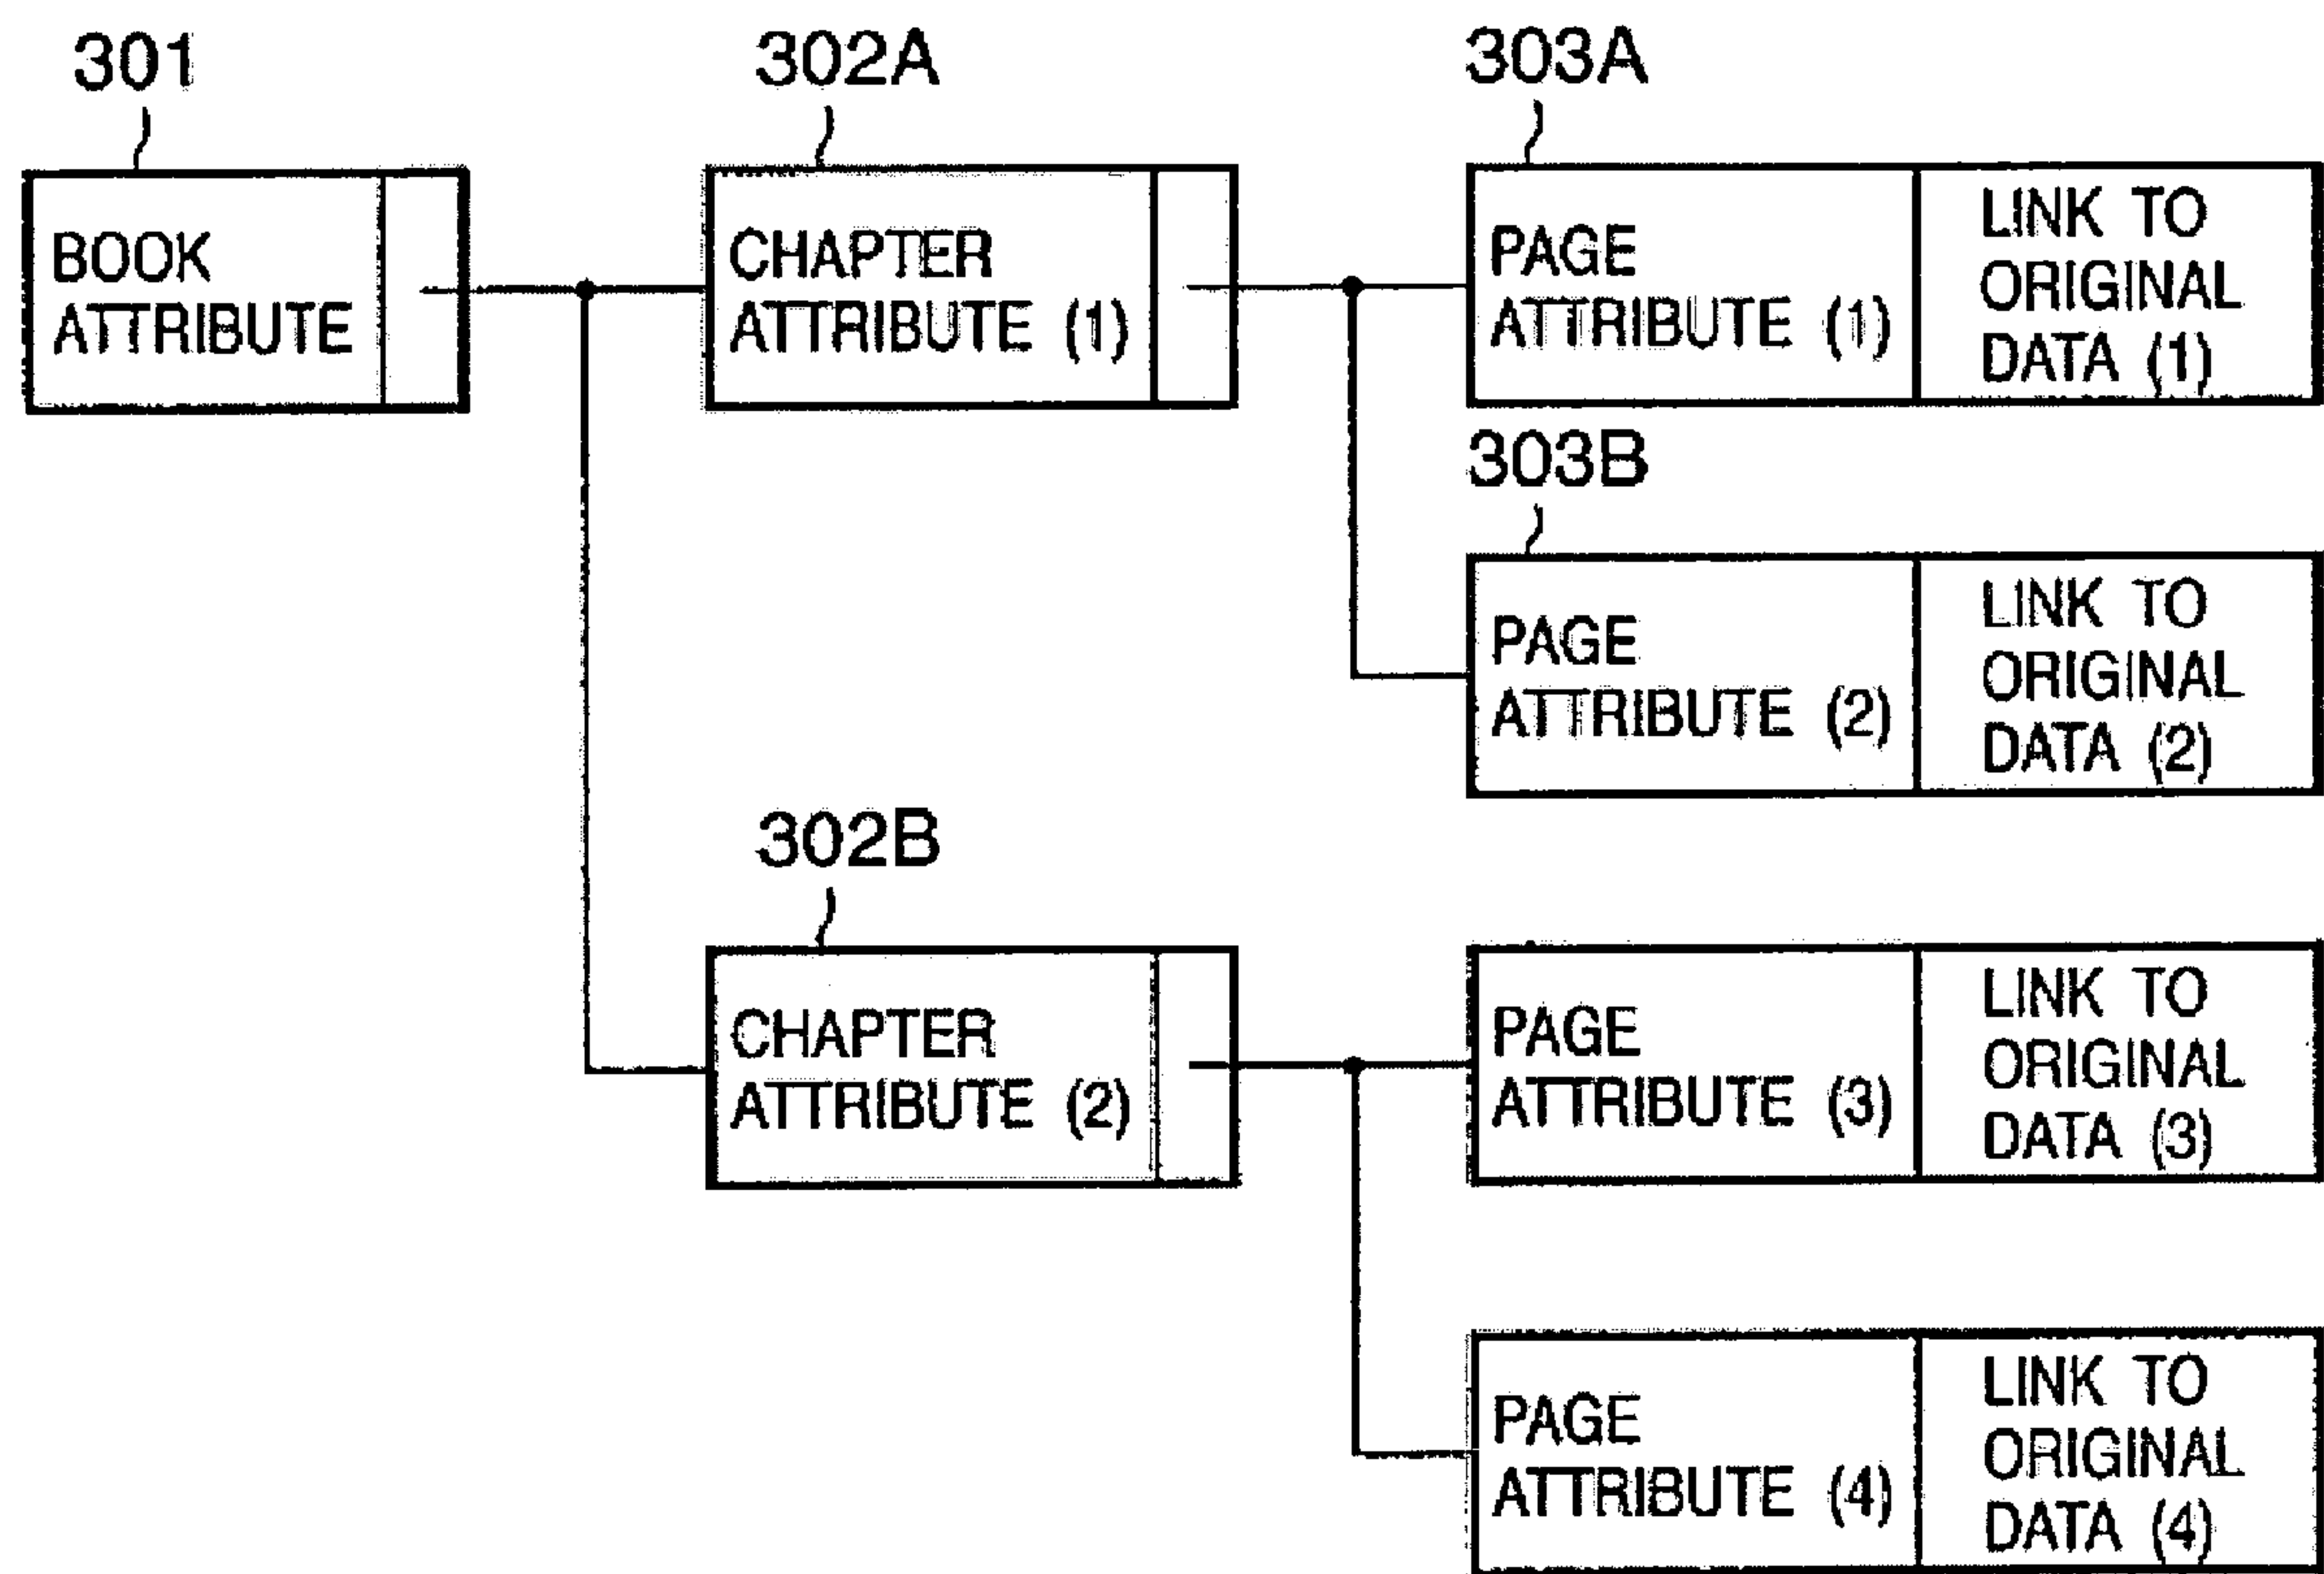 301
302A
303A
BOOK
ATTRIBUTE
CHAPTER
ATTRIBUTE (1)
PAGE
ATTRIBUTE (1)
LINK TO
ORIGINAL
DATA (1)
303B
PAGE
ATTRIBUTE (2)
LINK TO
ORIGINAL
DATA (2)
302B
CHAPTER
ATTRIBUTE (2)
PAGE
ATTRIBUTE (3)
LINK TO
ORIGINAL
DATA (3)
PAGE
ATTRIBUTE (4)
LINK TO
ORIGINAL
DATA (4)